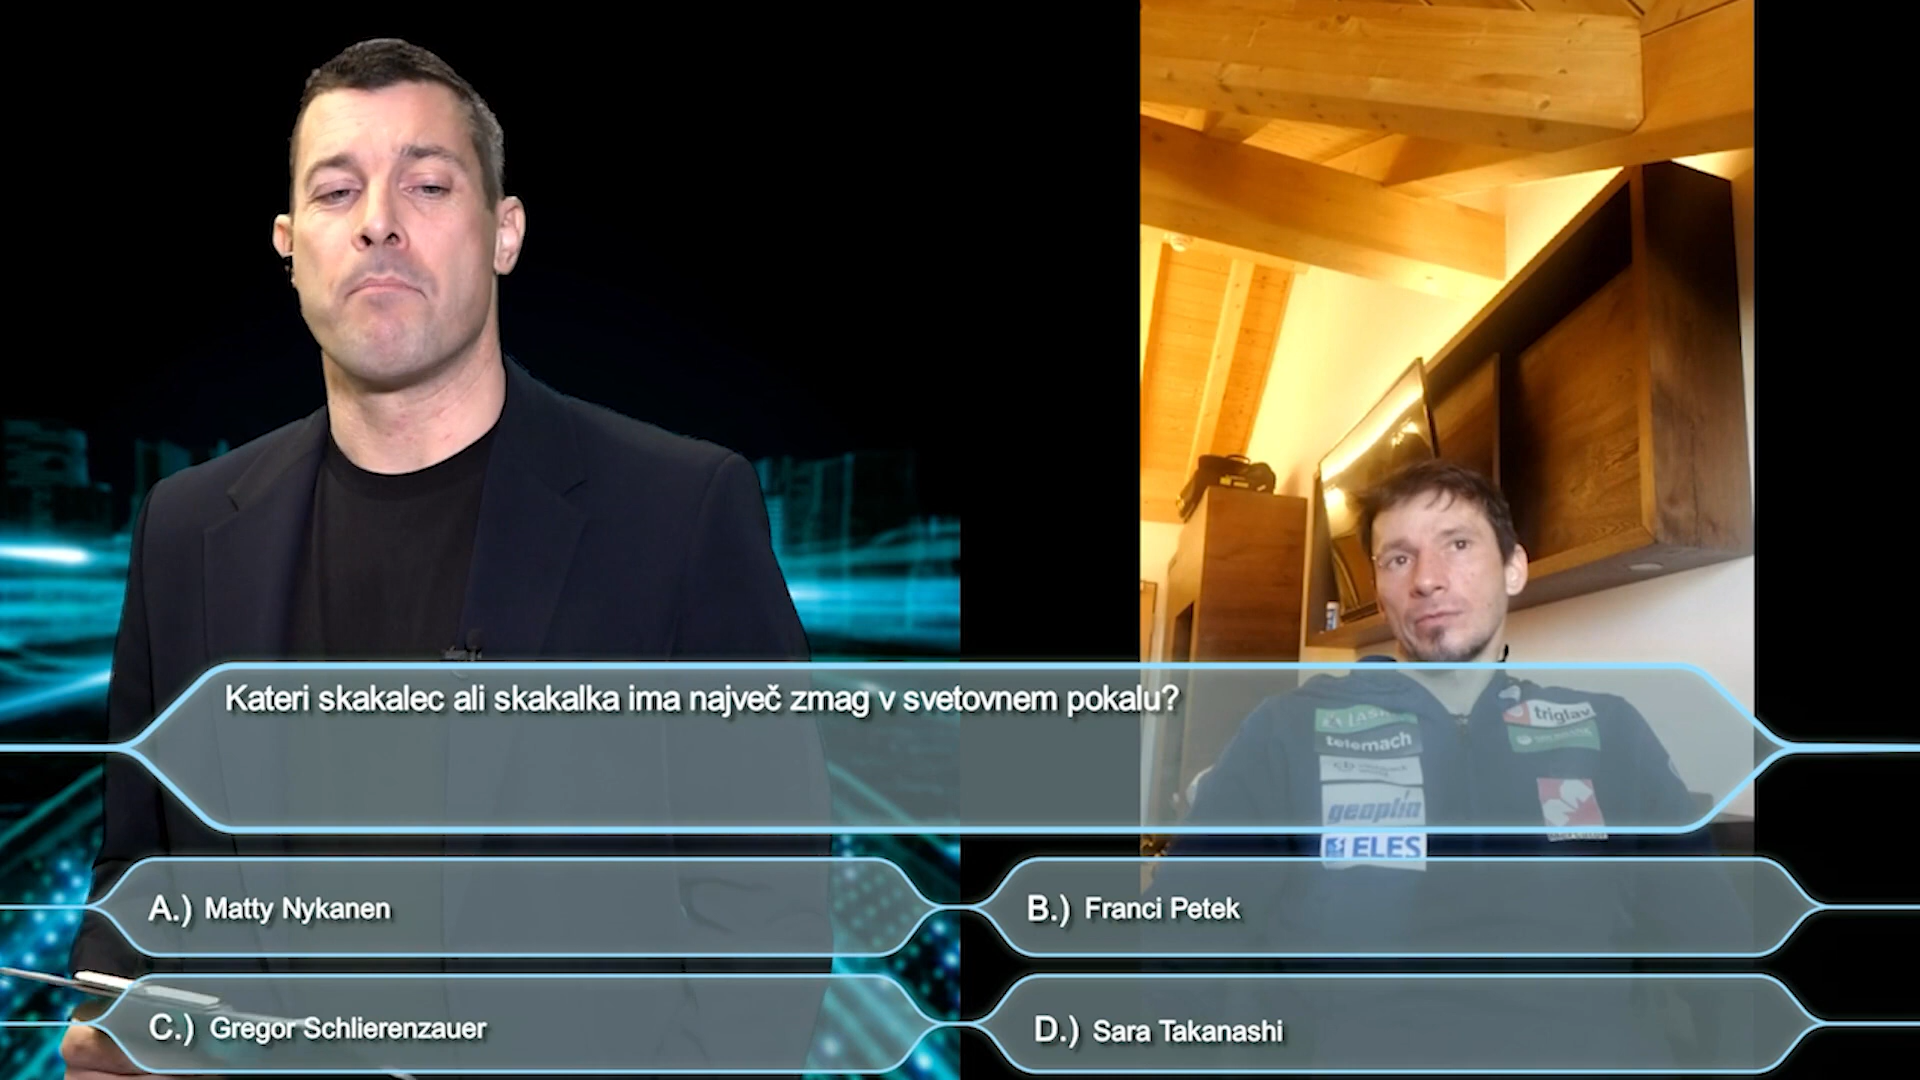 Kateri skakalec ali skakalka ima največ zmag v svetovnem pokalu?
triglav
telemach
geoplin
ELES
A.) Matty Nykanen
B.) Franci Petek
C.) Gregor Schlierenzauer
D.) Sara Takanashi